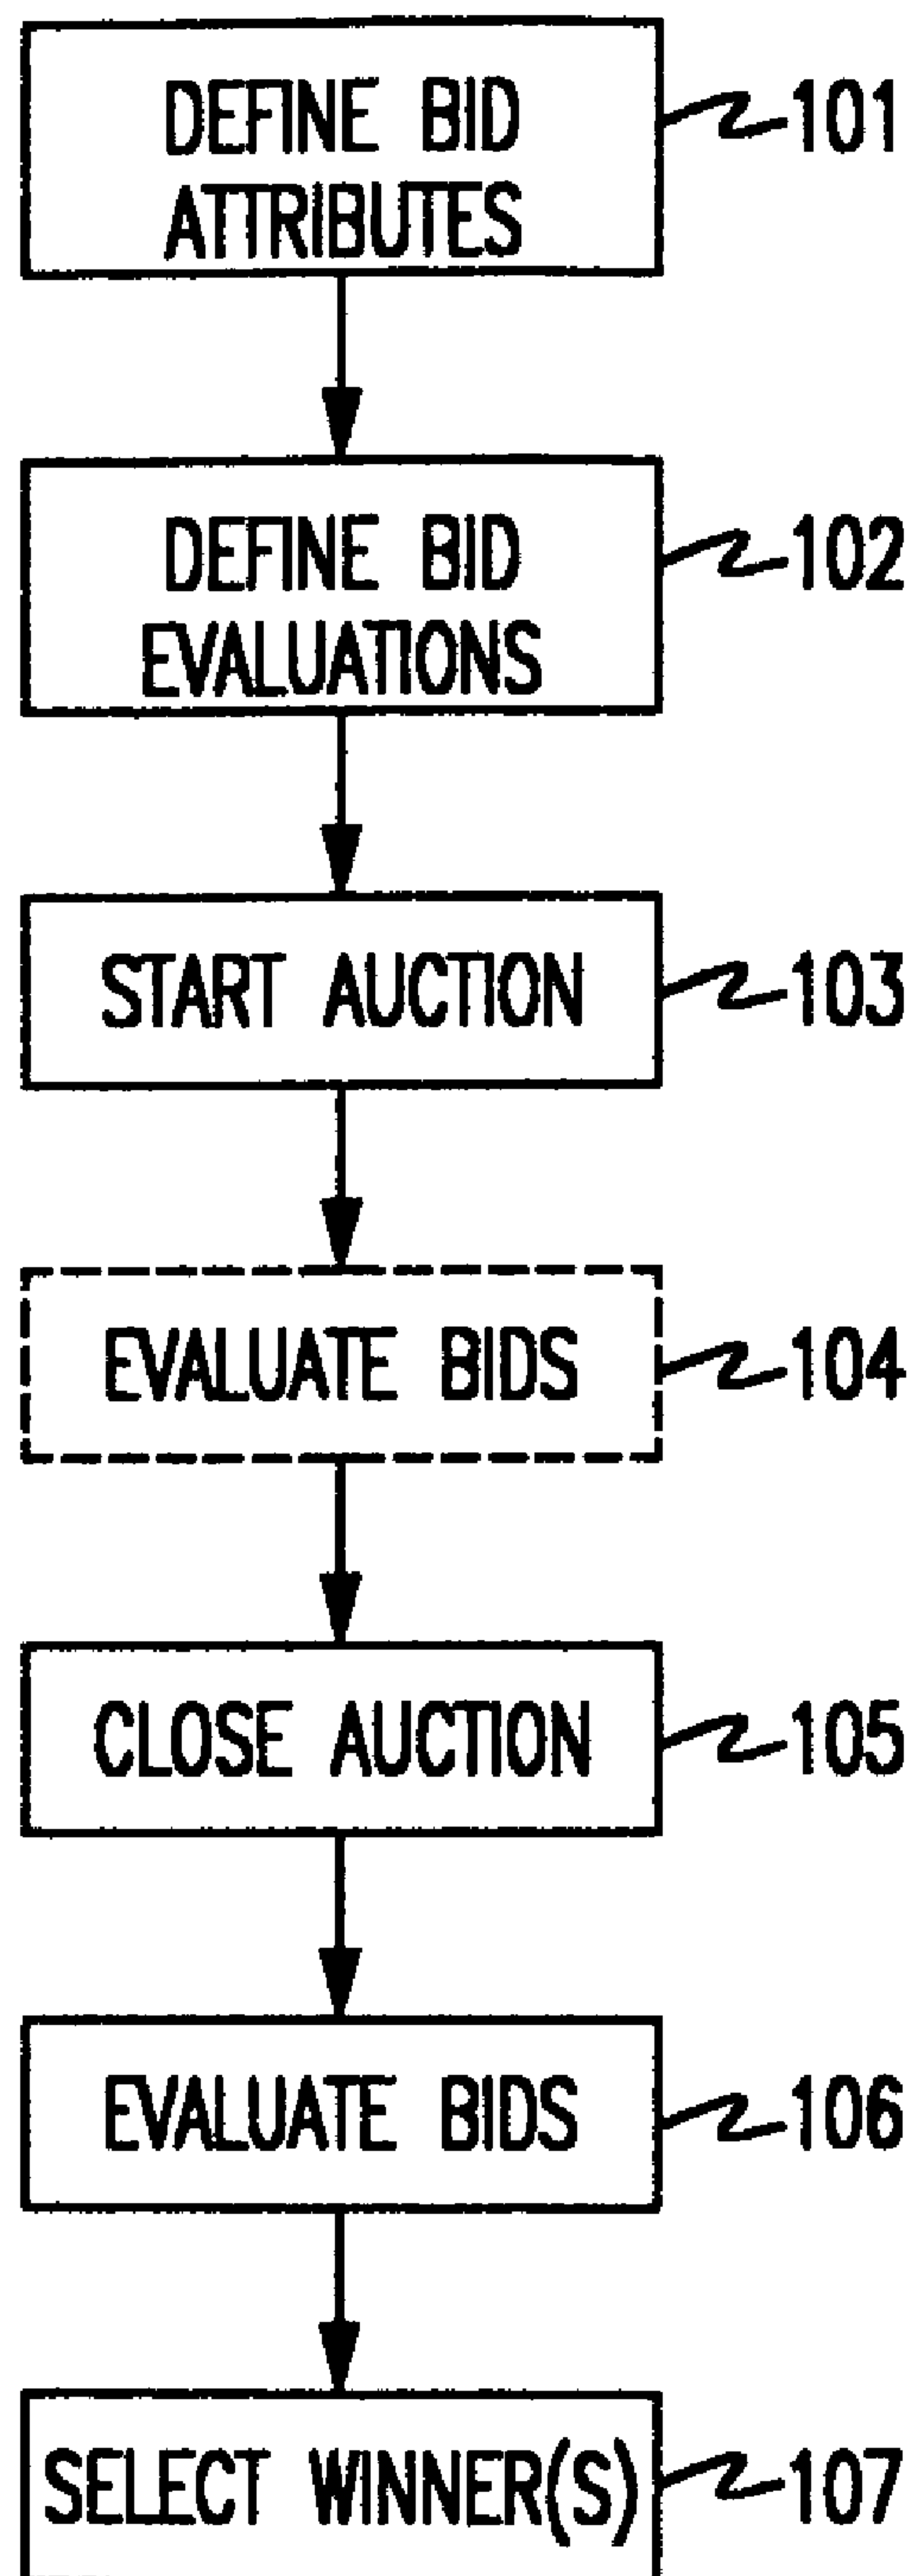 DEFINE BID
ATTRIBUTES
101
DEFINE BID
EVALUATIONS
102
START AUCTION
103
EVALUATE BIDS
104
CLOSE AUCTION
105
EVALUATE BIDS
106
SELECT WINNER(S)
107